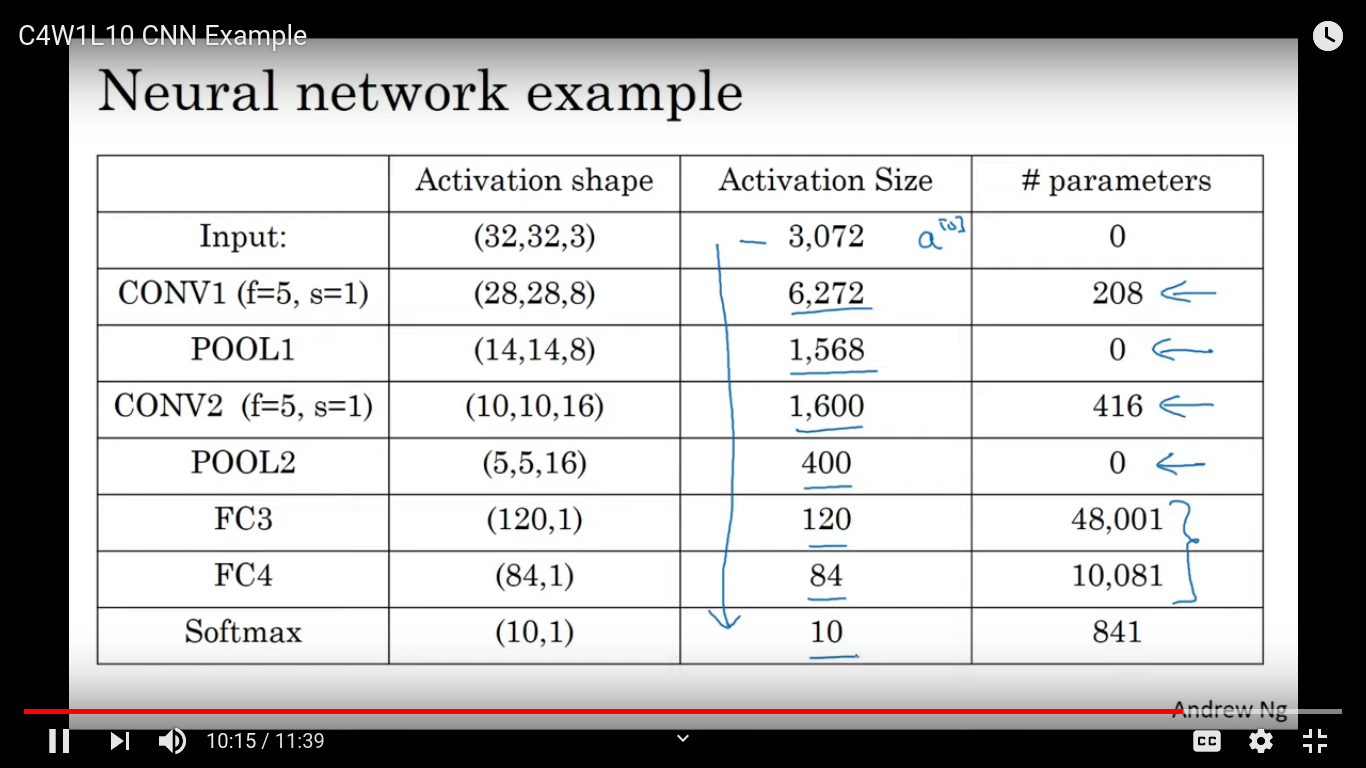 C4W1L10 CNN Example
Neural network example
Activation shape Activation Size # parameters
Input: (32,32,3) 3,072 a[0] 0
CONV1 (f=5, s=1) (28,28,8) 6,272 208
POOL1 (14,14,8) 1,568 0
CONV2 (f=5, s=1) (10,10,16) 1,600 416
POOL2 (5,5,16) 400 0
FC3 (120,1) 120 48,001
FC4 (84,1) 84 10,081
Softmax (10,1) 10 841
Andrew Ng
10:15 / 11:39
CC